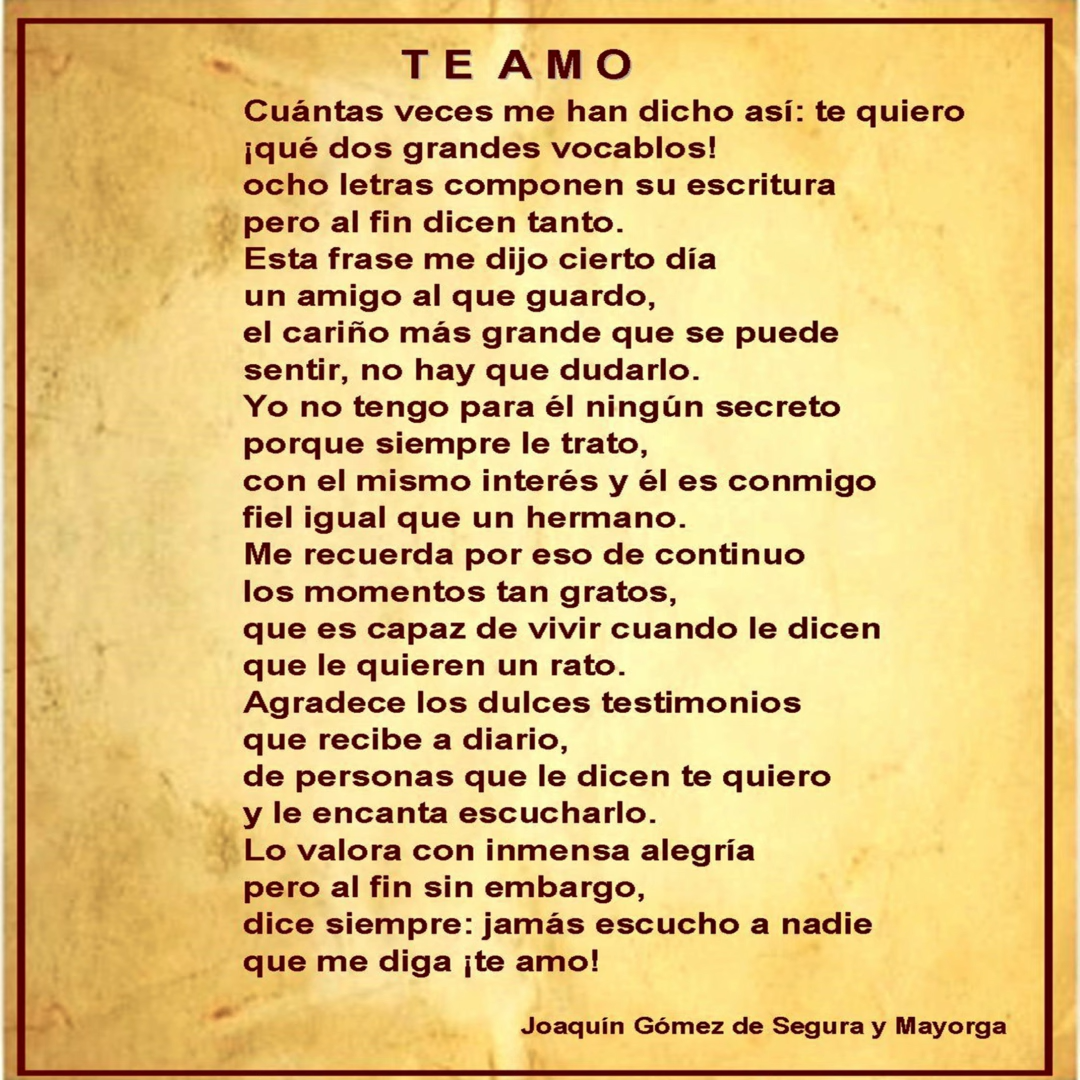 TE AMO
Cuántas veces me han dicho así: te quiero
¡qué dos grandes vocablos!
ocho letras componen su escritura
pero al fin dicen tanto.
Esta frase me dijo cierto día
un amigo al que guardo,
el cariño más grande que se puede
sentir, no hay que dudarlo.
Yo no tengo para él ningún secreto
porque siempre le trato,
con el mismo interés y él es conmigo
fiel igual que un hermano.
Me recuerda por eso de continuo
los momentos tan gratos,
que es capaz de vivir cuando le dicen
que le quieren un rato.
Agradece los dulces testimonios
que recibe a diario,
de personas que le dicen te quiero
y le encanta escucharlo.
Lo valora con inmensa alegría
pero al fin sin embargo,
dice siempre: jamás escucho a nadie
que me diga ¡te amo!
Joaquín Gómez de Segura y Mayorga